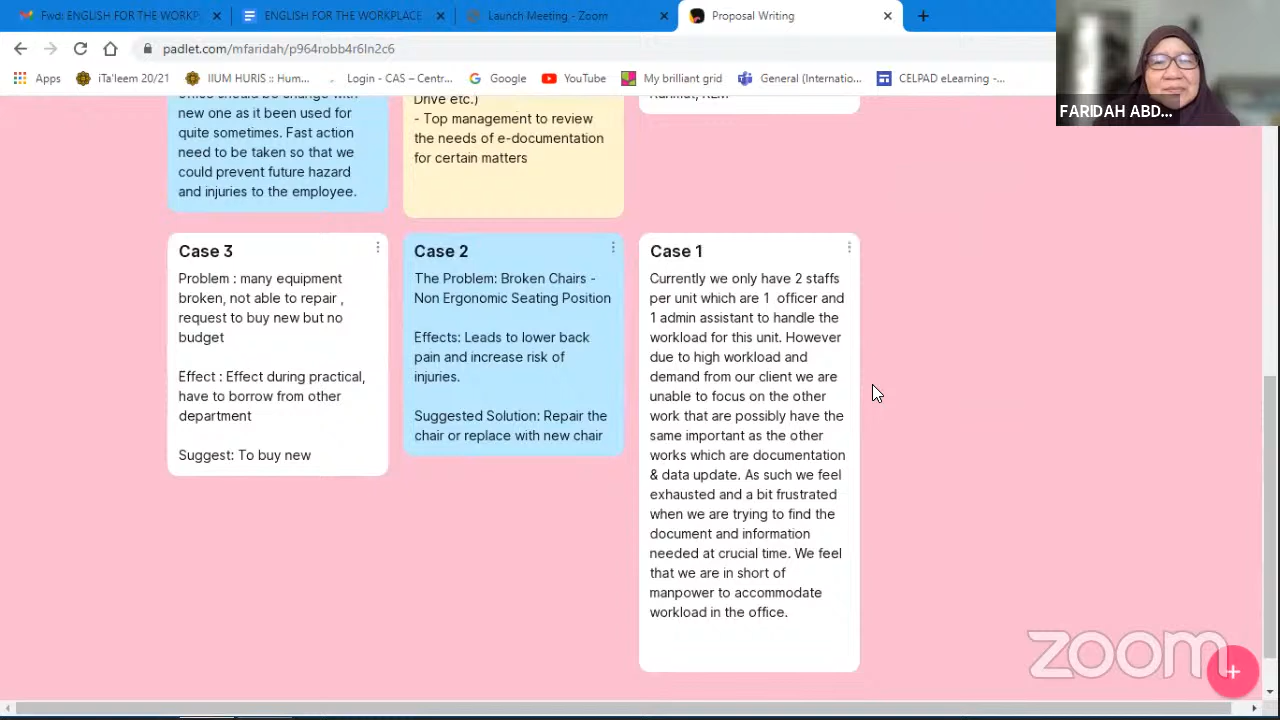 Fwd: ENGLISH FOR THE WORKP
ENGLISH FOR THE WORKPLACE
Launch Meeting - Zoom
Proposal Writing
padlet.com/mfaridah/p964robb4r6ln2c6
Apps
iTa'leem 20/21
IIUM HURIS :: Hum...
Login - CAS – Centr...
Google
YouTube
My brilliant grid
General (Internatio...
CELPAD eLearning -...
FARIDAH ABD...
new one as it been used for
quite sometimes. Fast action
need to be taken so that we
could prevent future hazard
and injuries to the employee.
Drive etc.)
- Top management to review
the needs of e-documentation
for certain matters
Case 3
Problem : many equipment
broken, not able to repair ,
request to buy new but no
budget
Effect : Effect during practical,
have to borrow from other
department
Suggest: To buy new
Case 2
The Problem: Broken Chairs -
Non Ergonomic Seating Position
Effects: Leads to lower back
pain and increase risk of
injuries.
Suggested Solution: Repair the
chair or replace with new chair
Case 1
Currently we only have 2 staffs
per unit which are 1 officer and
1 admin assistant to handle the
workload for this unit. However
due to high workload and
demand from our client we are
unable to focus on the other
work that are possibly have the
same important as the other
works which are documentation
& data update. As such we feel
exhausted and a bit frustrated
when we are trying to find the
document and information
needed at crucial time. We feel
that we are in short of
manpower to accommodate
workload in the office.
zoom